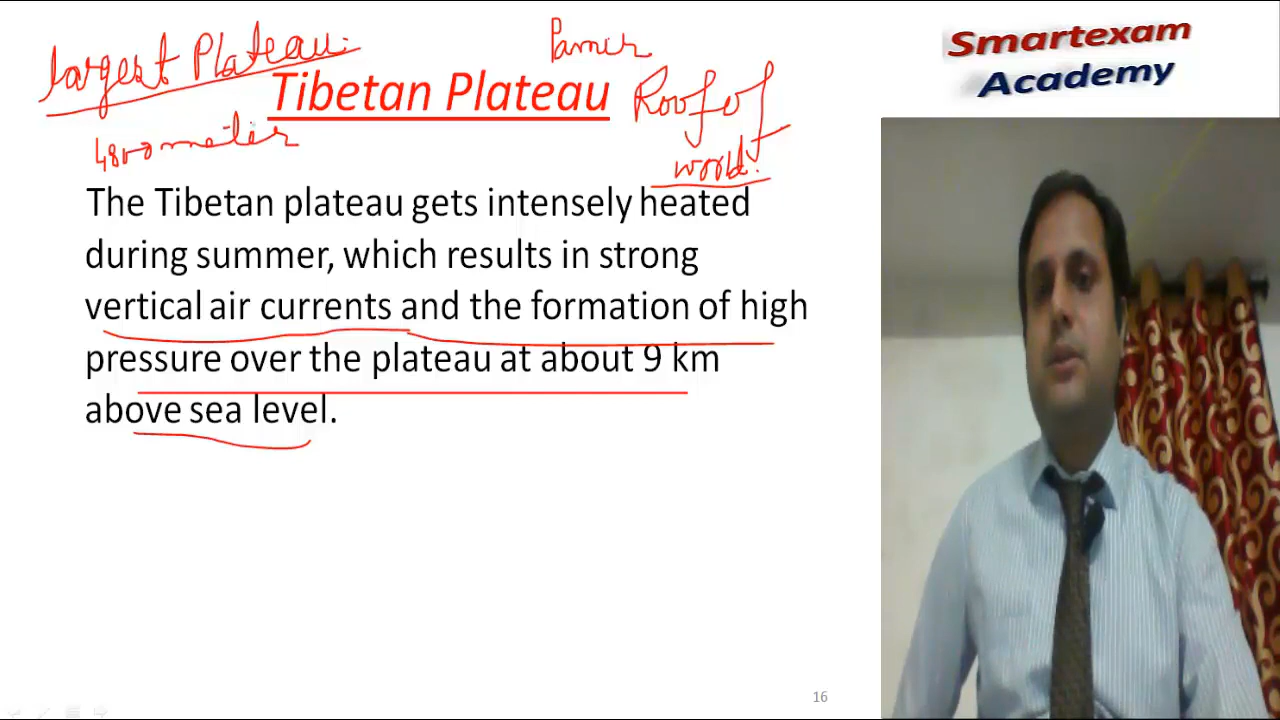 largest Plateau.
Pamir
Smartexam
Academy
Tibetan Plateau
Roof of
world.
4800 meter
The Tibetan plateau gets intensely heated
during summer, which results in strong
vertical air currents and the formation of high
pressure over the plateau at about 9 km
above sea level.
16